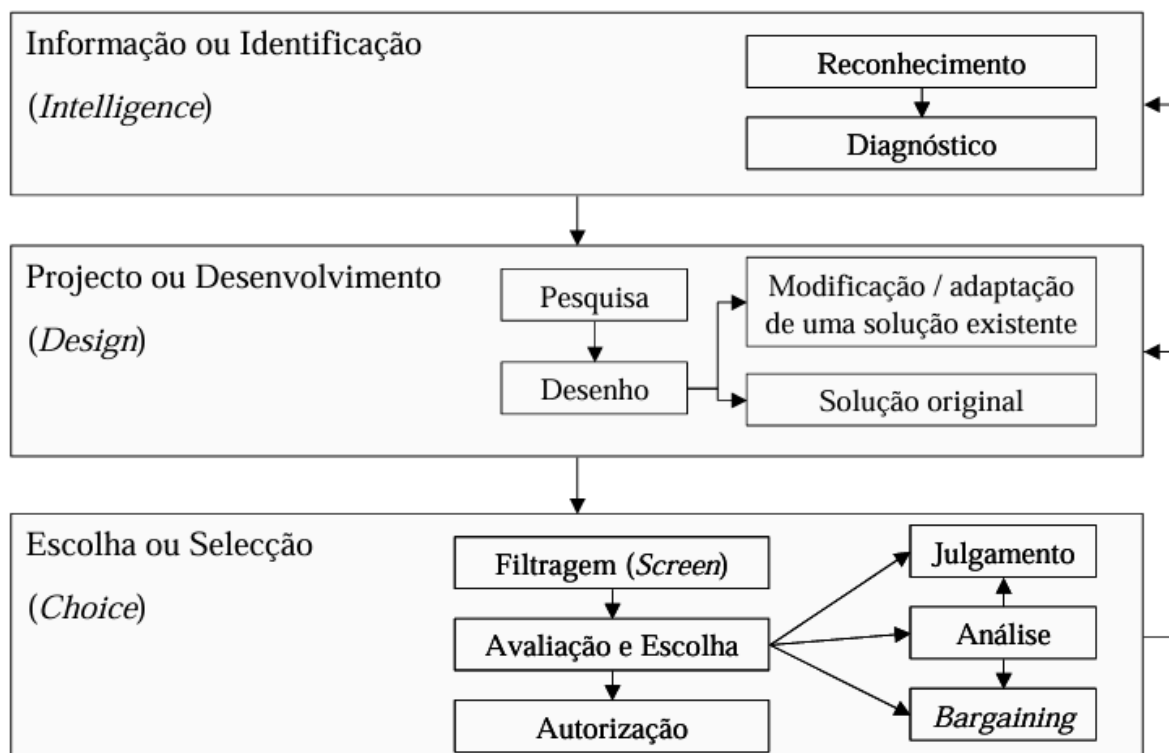 Informação ou Identificação
(Intelligence)
Reconhecimento
Diagnóstico
Projecto ou Desenvolvimento
(Design)
Pesquisa
Desenho
Modificação / adaptação
de uma solução existente
Solução original
Escolha ou Selecção
(Choice)
Filtragem (Screen)
Avaliação e Escolha
Autorização
Julgamento
Análise
Bargaining